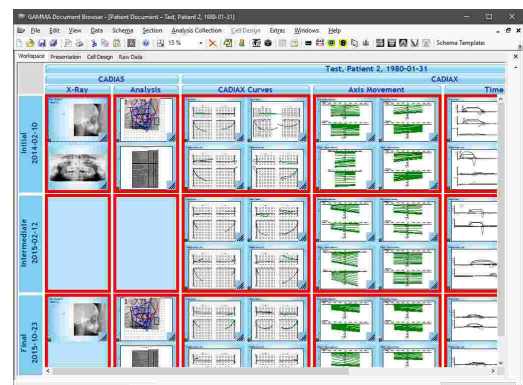 GAMMA Document Browser - [Patient Document - Test, Patient 2, 1980-01-31]
File Edit View Data Schema Section Analysis Collection Cell Design Extras Windows Help
15 % Schema Template:
Workspace Presentation Cell Design Raw Data
Test, Patient 2, 1980-01-31
CADIAS CADIAX
X-Ray Analysis CADIAX Curves Axis Movement Time
Initial
2014-02-10
Intermediate
2015-02-12
Final
2015-10-23